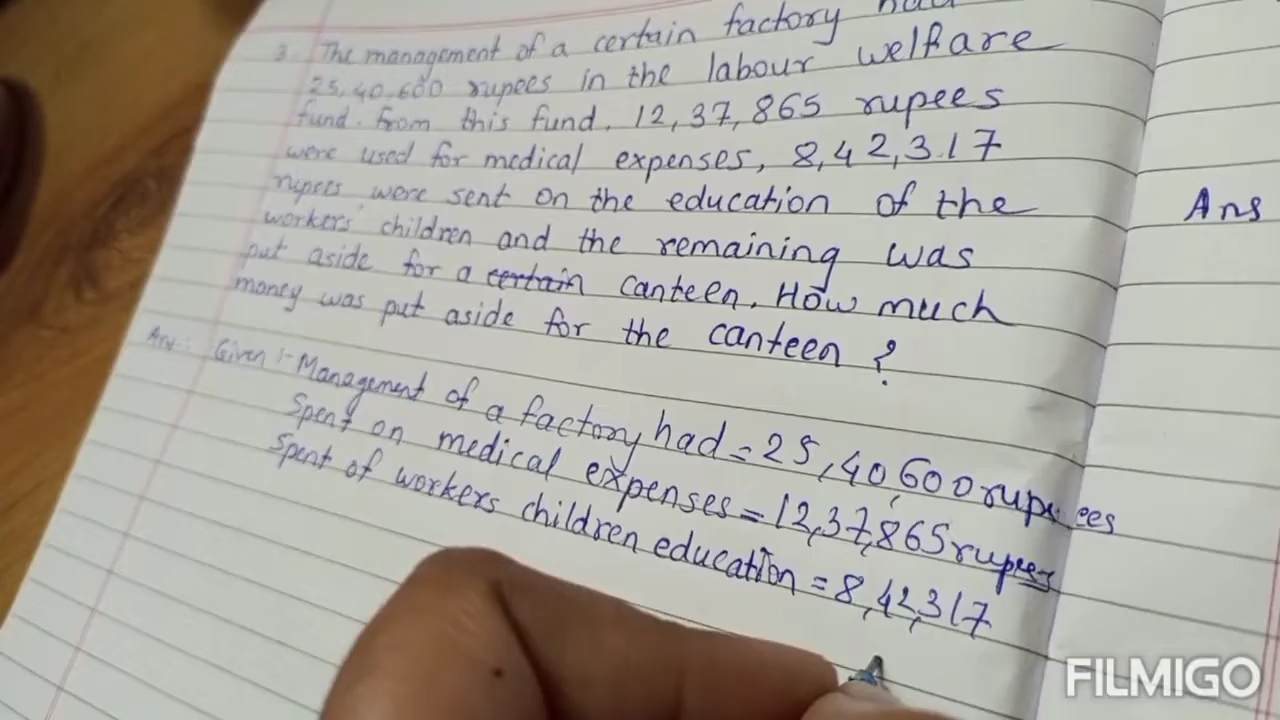 3. The management of a certain factory had
25,40,600 rupees in the labour welfare
fund. From this fund, 12,37,865 rupees
were used for medical expenses, 8,42,317
rupees were sent on the education of the
workers' children and the remaining was
put aside for a certain canteen. How much
money was put aside for the canteen ?
Ans:- Given :- Management of a factory had = 25,40,600 rupees
Spent on medical expenses = 12,37,865 rupees
Spent of workers children education = 8,42,317
Ans
FILMIGO